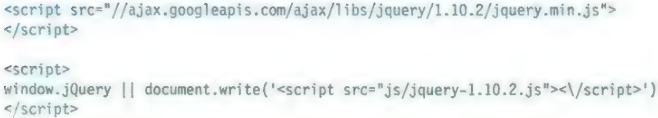 <script src="//ajax.googleapis.com/ajax/libs/jquery/1.10.2/jquery.min.js">
</script>
<script>
window.jQuery || document.write('<script src="js/jquery-1.10.2.js"><\/script>')
</script>